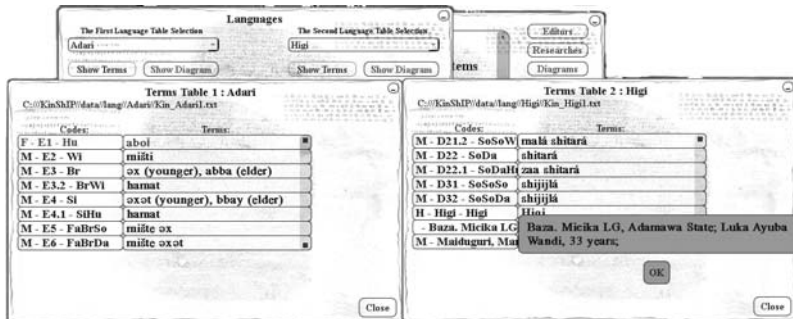 Languages
The First Language Table Selection
The Second Language Table Selection
Adari
Higi
Show Terms
Show Diagram
Show Terms
Show Diagram
Editors
Researches
Diagrams
Terms Table 1 : Adari
C:///KinShIP//data//lang//Adari//Kin_Adari1.txt
Codes: Terms:
F - E1 - Hu aboi
M - E2 - Wi mišti
M - E3 - Br əx (younger), abba (elder)
M - E3.2 - BrWi hamat
M - E4 - Si əxət (younger), bbay (elder)
M - E4.1 - SiHu hamat
M - E5 - FaBrSo mište əx
M - E6 - FaBrDa mište əxət
Close
Terms Table 2 : Higi
C:///KinShIP//data//lang//Higi//Kin_Higi1.txt
Codes: Terms:
M - D21.2 - SoSoW malá shitará
M - D22 - SoDa shitará
M - D22.1 - SoDaH zaa shitará
M - D31 - SoSoSo shijijlá
M - D32 - SoSoDa shijijlá
H - Higi - Higi Higi
- Baza. Micika LG
M - Maiduguri,
Baza. Micika LG, Adamawa State; Luka Ayuba
Wandi, 33 years;
OK
Close